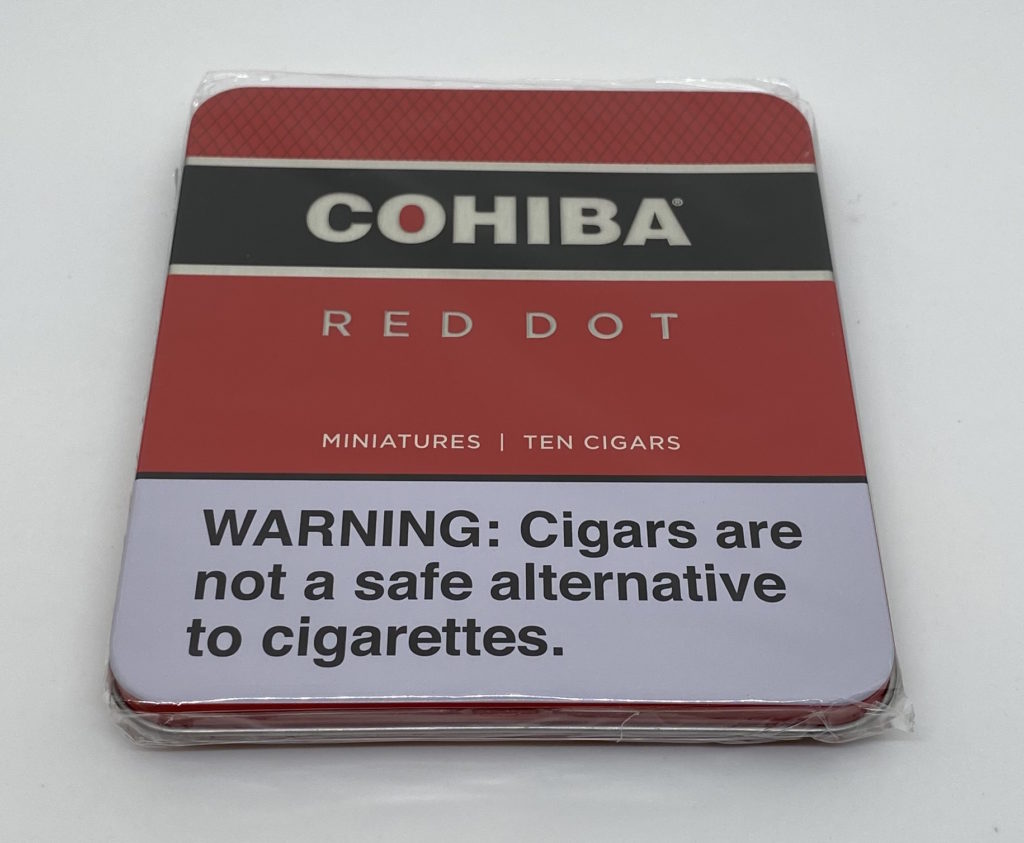 COHIBA®
RED DOT
MINIATURES | TEN CIGARS
WARNING: Cigars are
not a safe alternative
to cigarettes.